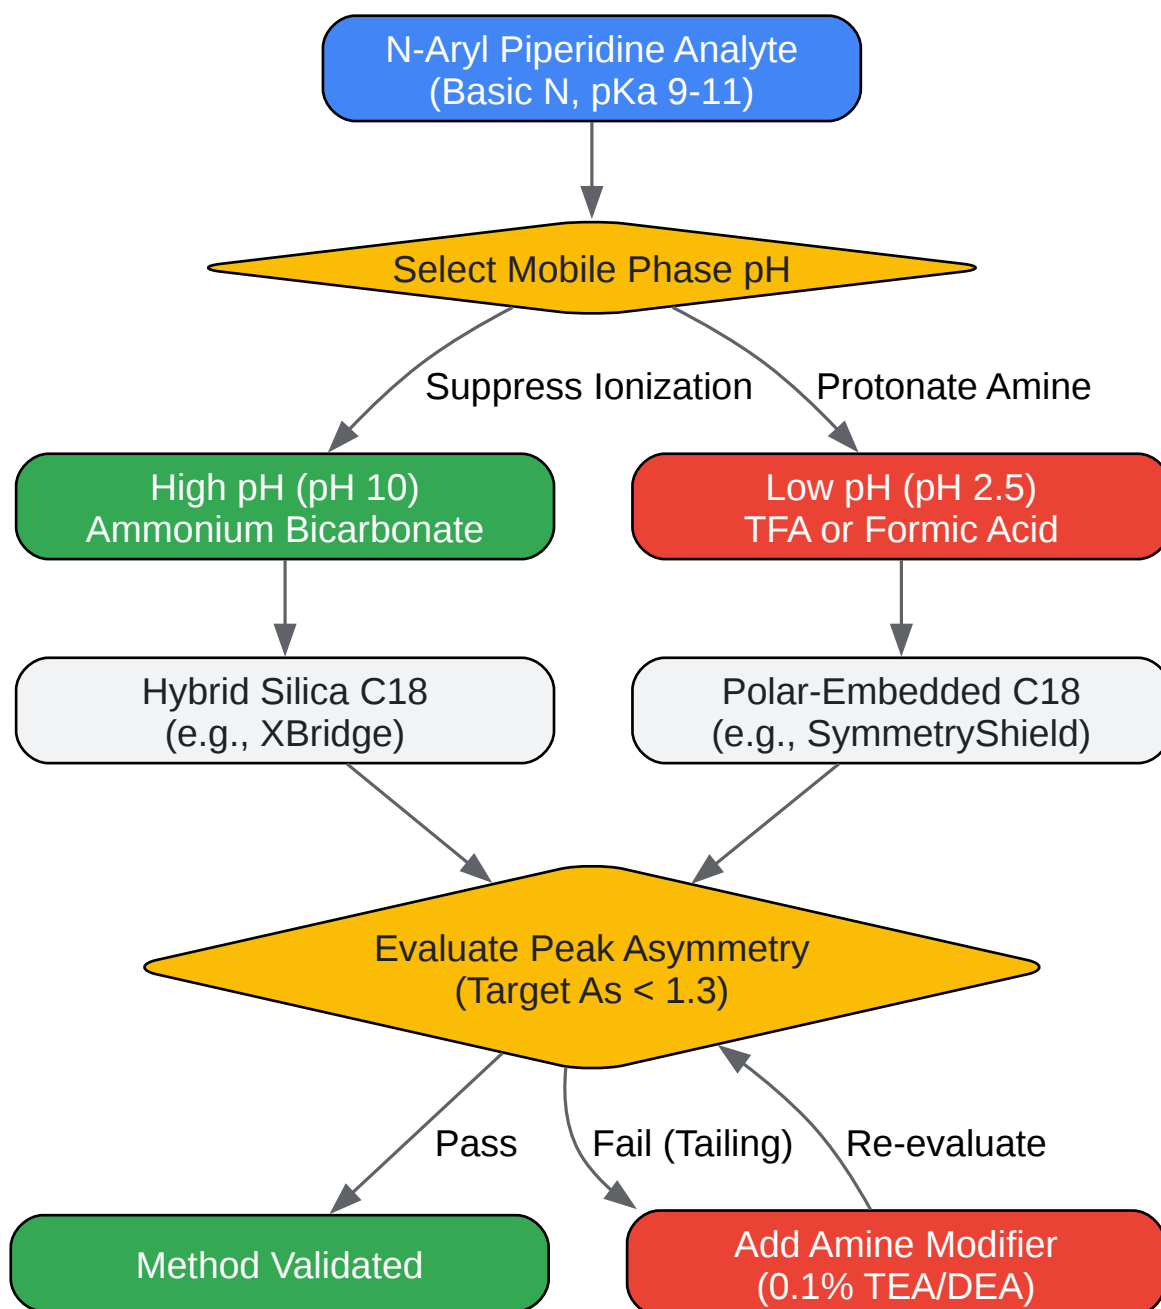 N-Aryl Piperidine Analyte
(Basic N, pKa 9-11)
Select Mobile Phase pH
Suppress Ionization
Protonate Amine
High pH (pH 10)
Ammonium Bicarbonate
Low pH (pH 2.5)
TFA or Formic Acid
Hybrid Silica C18
(e.g., XBridge)
Polar-Embedded C18
(e.g., SymmetryShield)
Evaluate Peak Asymmetry
(Target As < 1.3)
Pass
Fail (Tailing)
Re-evaluate
Method Validated
Add Amine Modifier
(0.1% TEA/DEA)